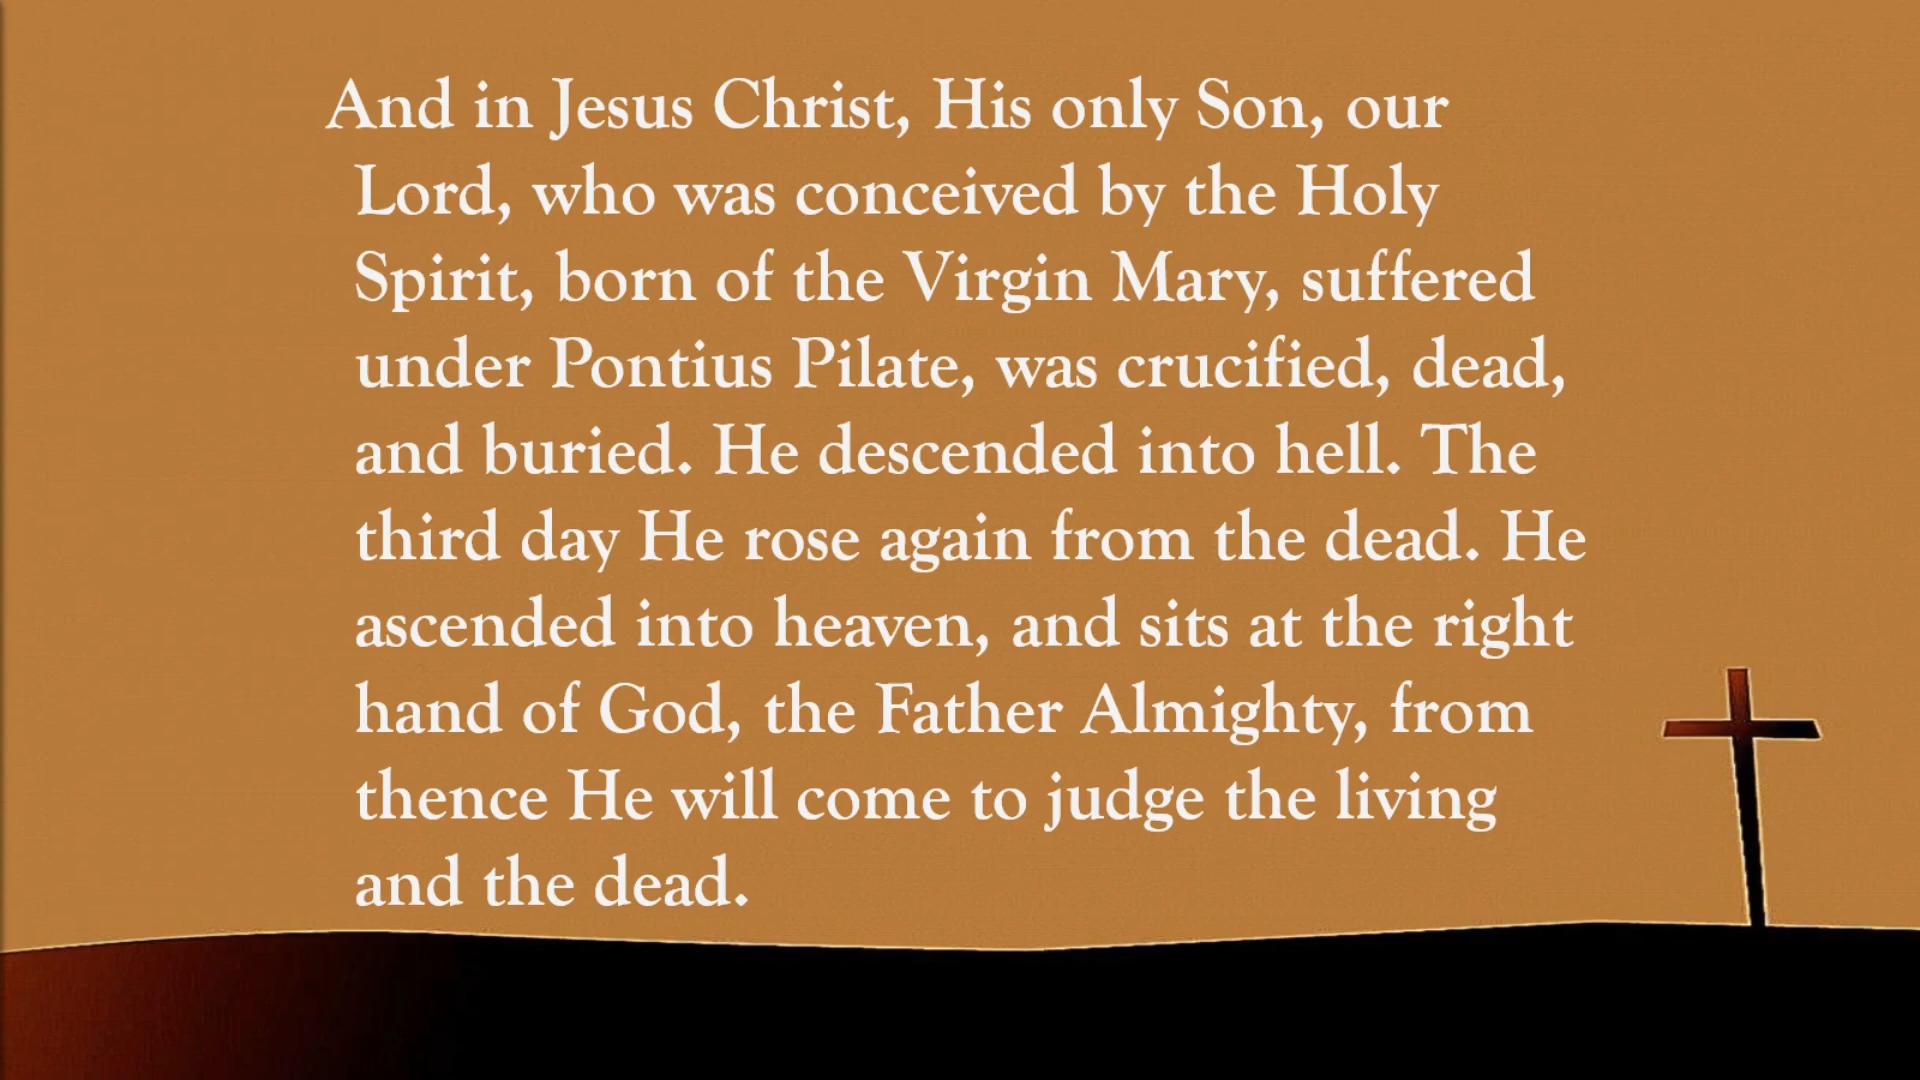 And in Jesus Christ, His only Son, our
Lord, who was conceived by the Holy
Spirit, born of the Virgin Mary, suffered
under Pontius Pilate, was crucified, dead,
and buried. He descended into hell. The
third day He rose again from the dead. He
ascended into heaven, and sits at the right
hand of God, the Father Almighty, from
thence He will come to judge the living
and the dead.